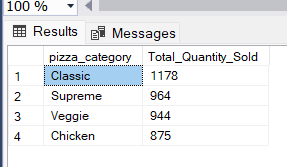 100 %
Results Messages
pizza_category Total_Quantity_Sold
1 Classic 1178
2 Supreme 964
3 Veggie 944
4 Chicken 875